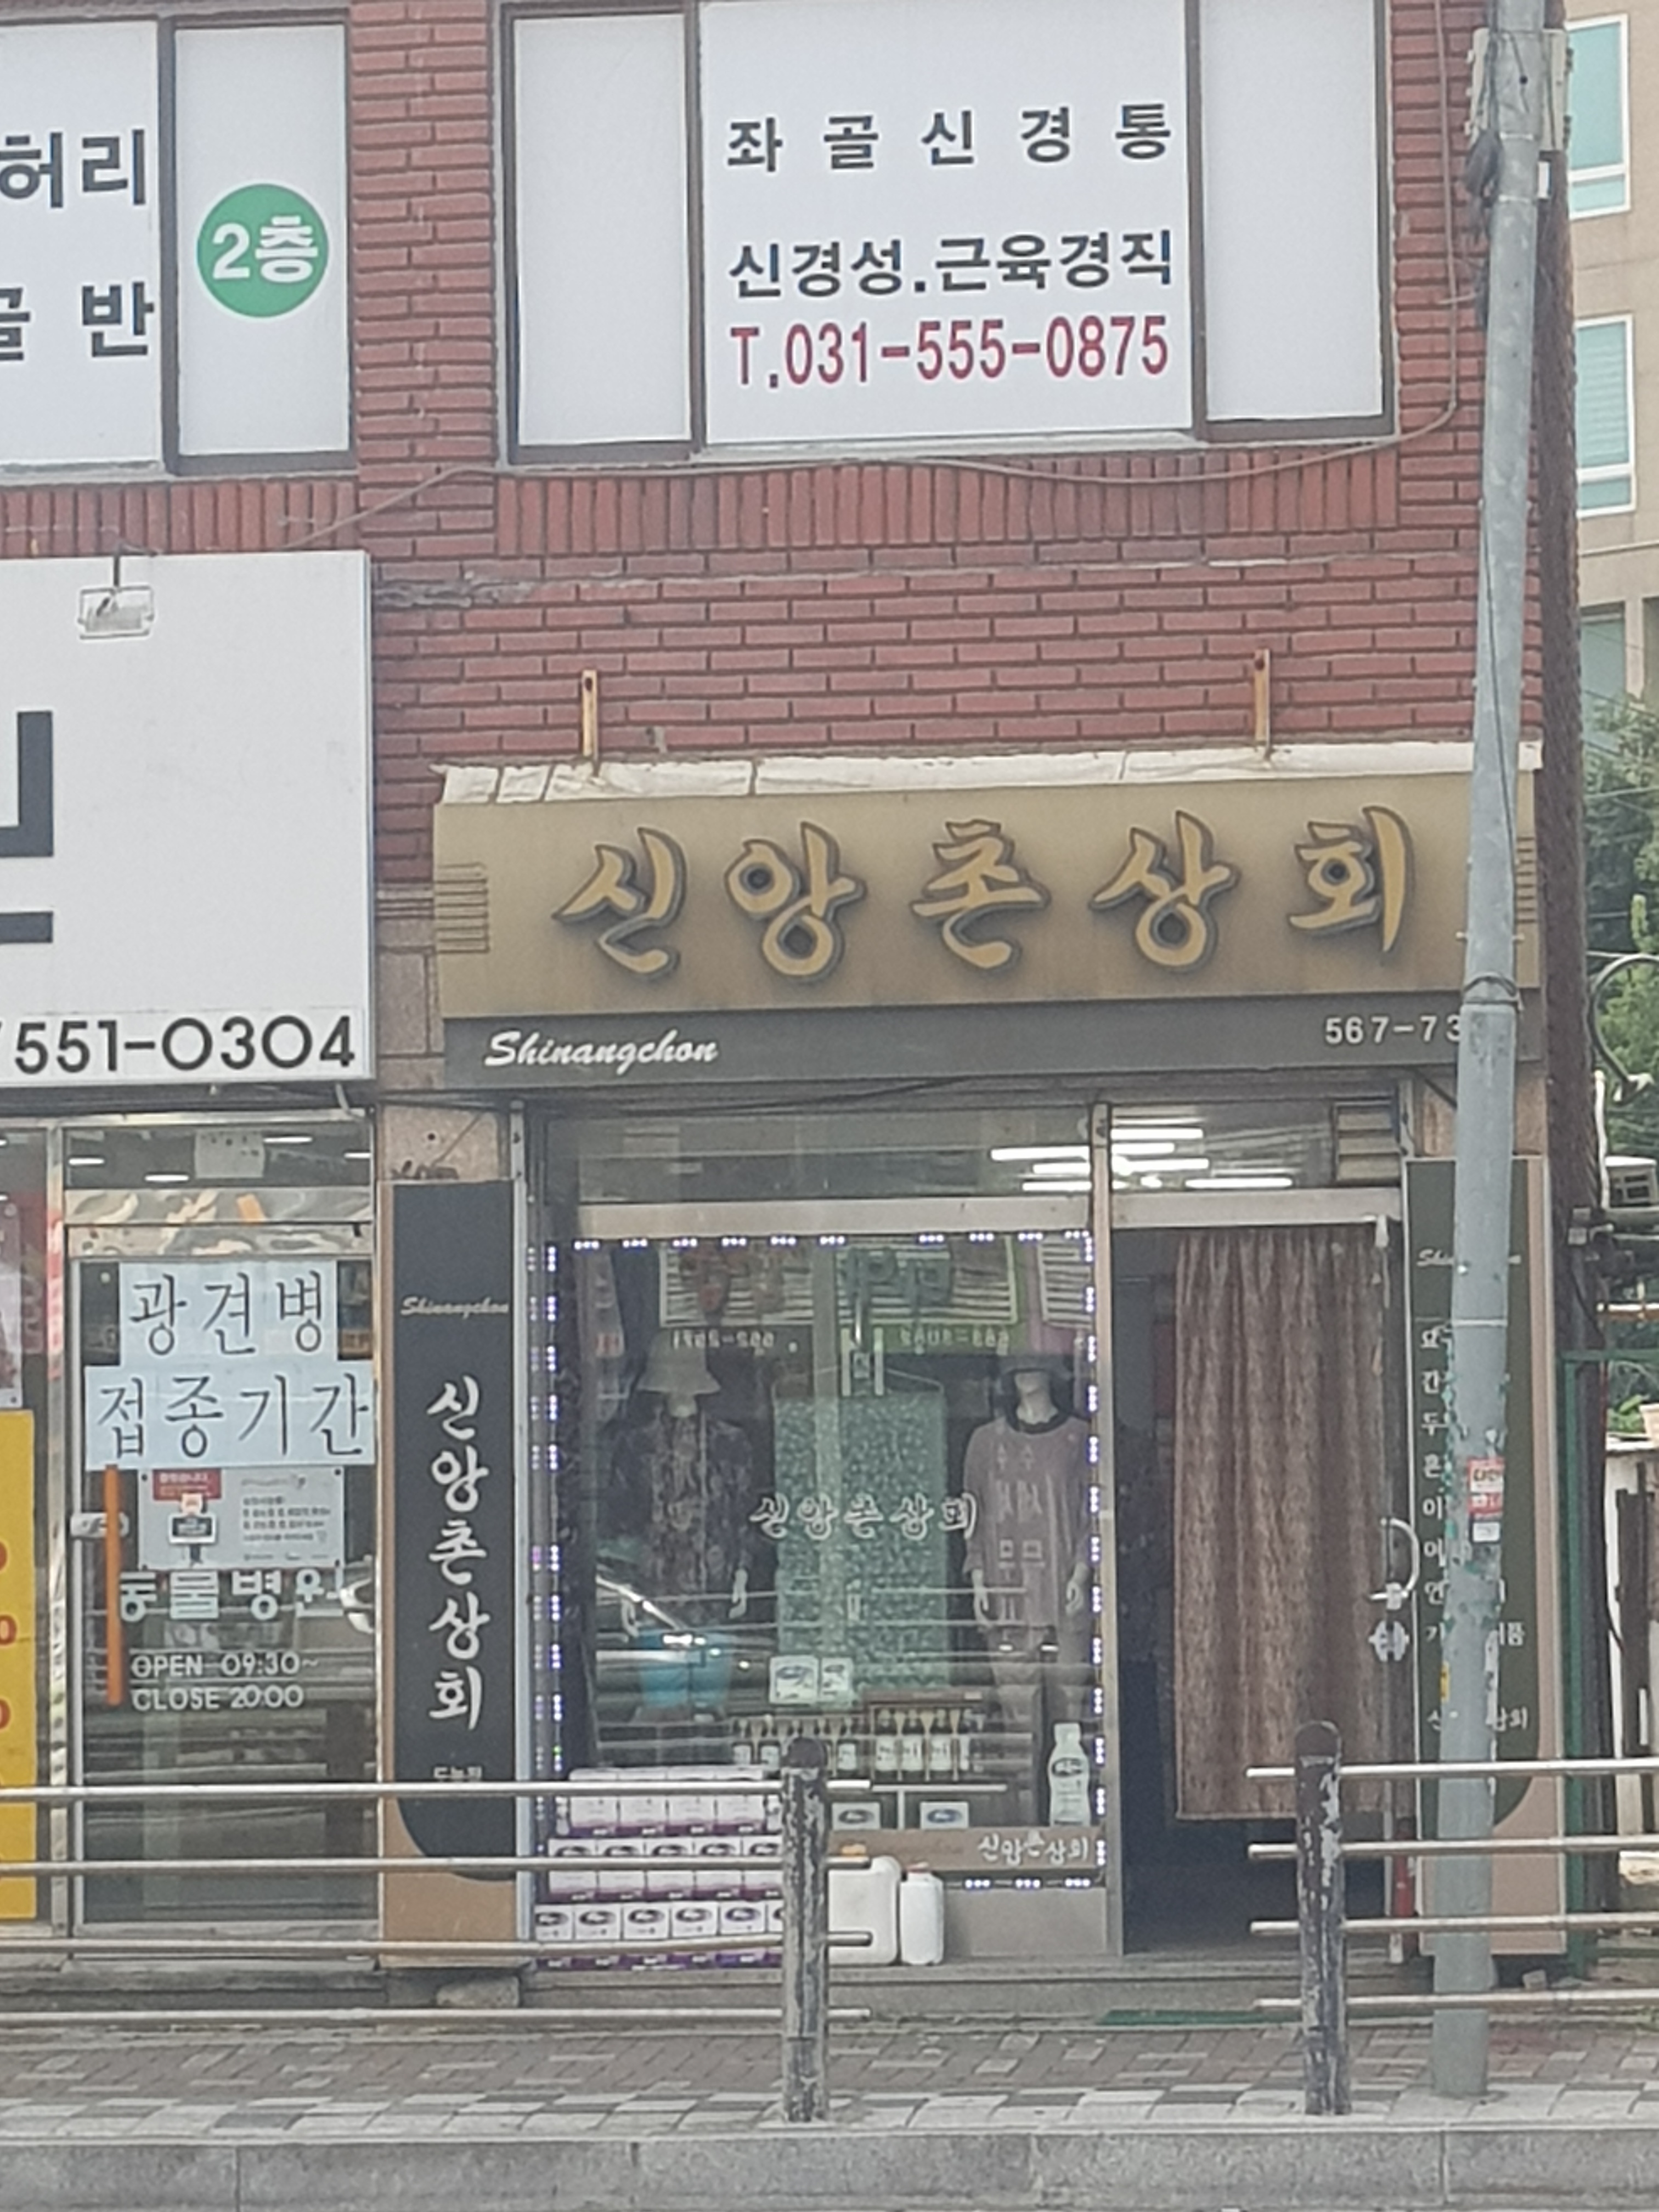 허리
골 반
2층
좌 골 신 경 통
신경성.근육경직
T.031-555-0875
551-0304
신앙촌상회
Shinangchon
567-73
광견병
접종기간
동물병원
OPEN 09:30~
CLOSE 20:00
Shinangchon
신앙촌상회
신앙촌상회
신앙촌상회